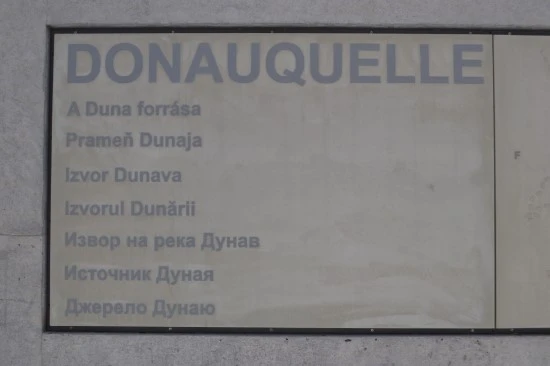 DONAUQUELLE
A Duna forrása
Prameň Dunaja
Izvor Dunava
Izvorul Dunării
Извор на река Дунав
Источник Дуная
Джерело Дунаю
F